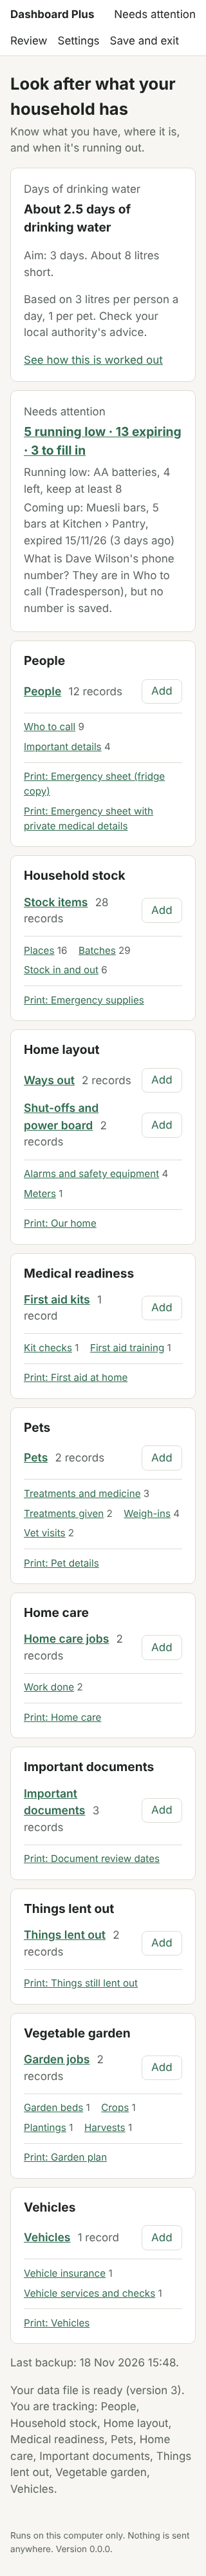 Dashboard Plus Needs attention
Review Settings Save and exit
Look after what your
household has
Know what you have, where it is,
and when it's running out.
Days of drinking water
About 2.5 days of
drinking water
Aim: 3 days. About 8 litres
short.
Based on 3 litres per person a
day, 1 per pet. Check your
local authority's advice.
See how this is worked out
Needs attention
5 running low · 13 expiring
· 3 to fill in
Running low: AA batteries, 4
left, keep at least 8
Coming up: Muesli bars, 5
bars at Kitchen › Pantry,
expired 15/11/26 (3 days ago)
What is Dave Wilson's phone
number? They are in Who to
call (Tradesperson), but no
number is saved.
People
People 12 records Add
Who to call 9
Important details 4
Print: Emergency sheet (fridge
copy)
Print: Emergency sheet with
private medical details
Household stock
Stock items 28
records Add
Places 16 Batches 29
Stock in and out 6
Print: Emergency supplies
Home layout
Ways out 2 records Add
Shut-offs and
power board 2
records Add
Alarms and safety equipment 4
Meters 1
Print: Our home
Medical readiness
First aid kits 1
record Add
Kit checks 1 First aid training 1
Print: First aid at home
Pets
Pets 2 records Add
Treatments and medicine 3
Treatments given 2 Weigh-ins 4
Vet visits 2
Print: Pet details
Home care
Home care jobs 2
records Add
Work done 2
Print: Home care
Important documents
Important
documents 3
records Add
Print: Document review dates
Things lent out
Things lent out 2
records Add
Print: Things still lent out
Vegetable garden
Garden jobs 2
records Add
Garden beds 1 Crops 1
Plantings 1 Harvests 1
Print: Garden plan
Vehicles
Vehicles 1 record Add
Vehicle insurance 1
Vehicle services and checks 1
Print: Vehicles
Last backup: 18 Nov 2026 15:48.
Your data file is ready (version 3).
You are tracking: People,
Household stock, Home layout,
Medical readiness, Pets, Home
care, Important documents, Things
lent out, Vegetable garden,
Vehicles.
Runs on this computer only. Nothing is sent
anywhere. Version 0.0.0.